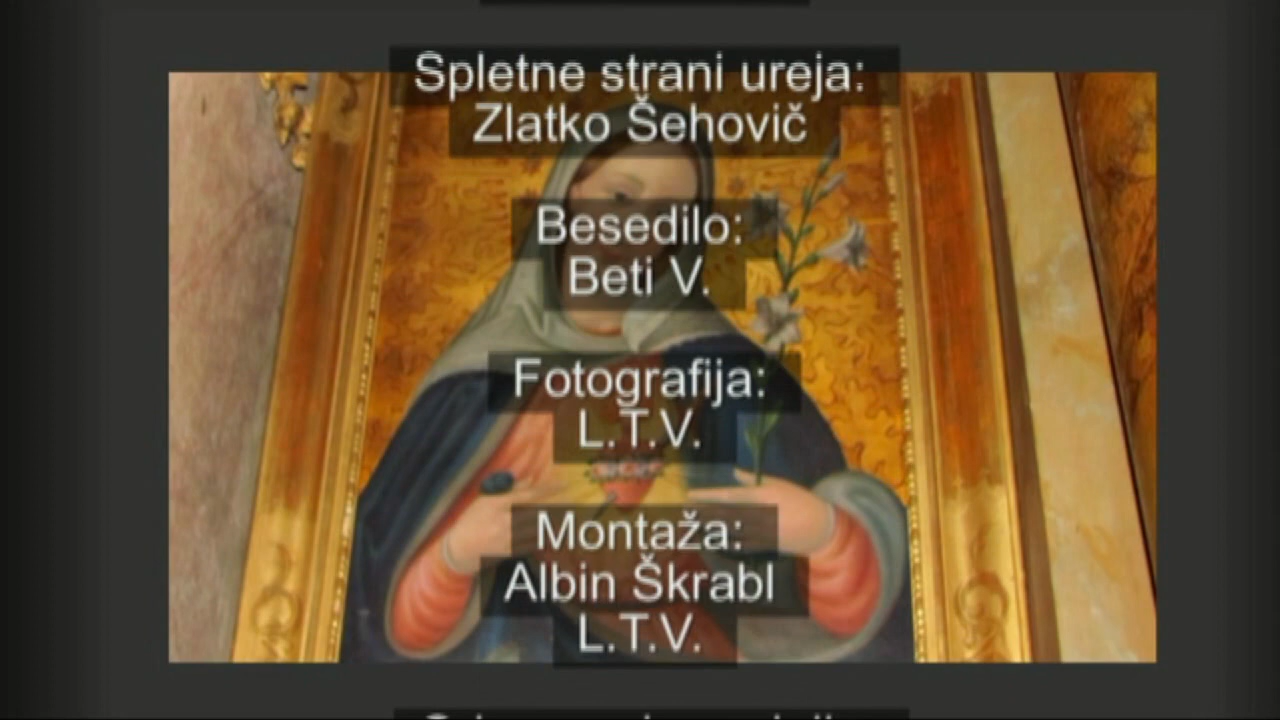 Spletne strani ureja:
Zlatko Šehovič
Besedilo:
Beti V.
Fotografija:
L.T.V.
Montaža:
Albin Škrabl
L.T.V.